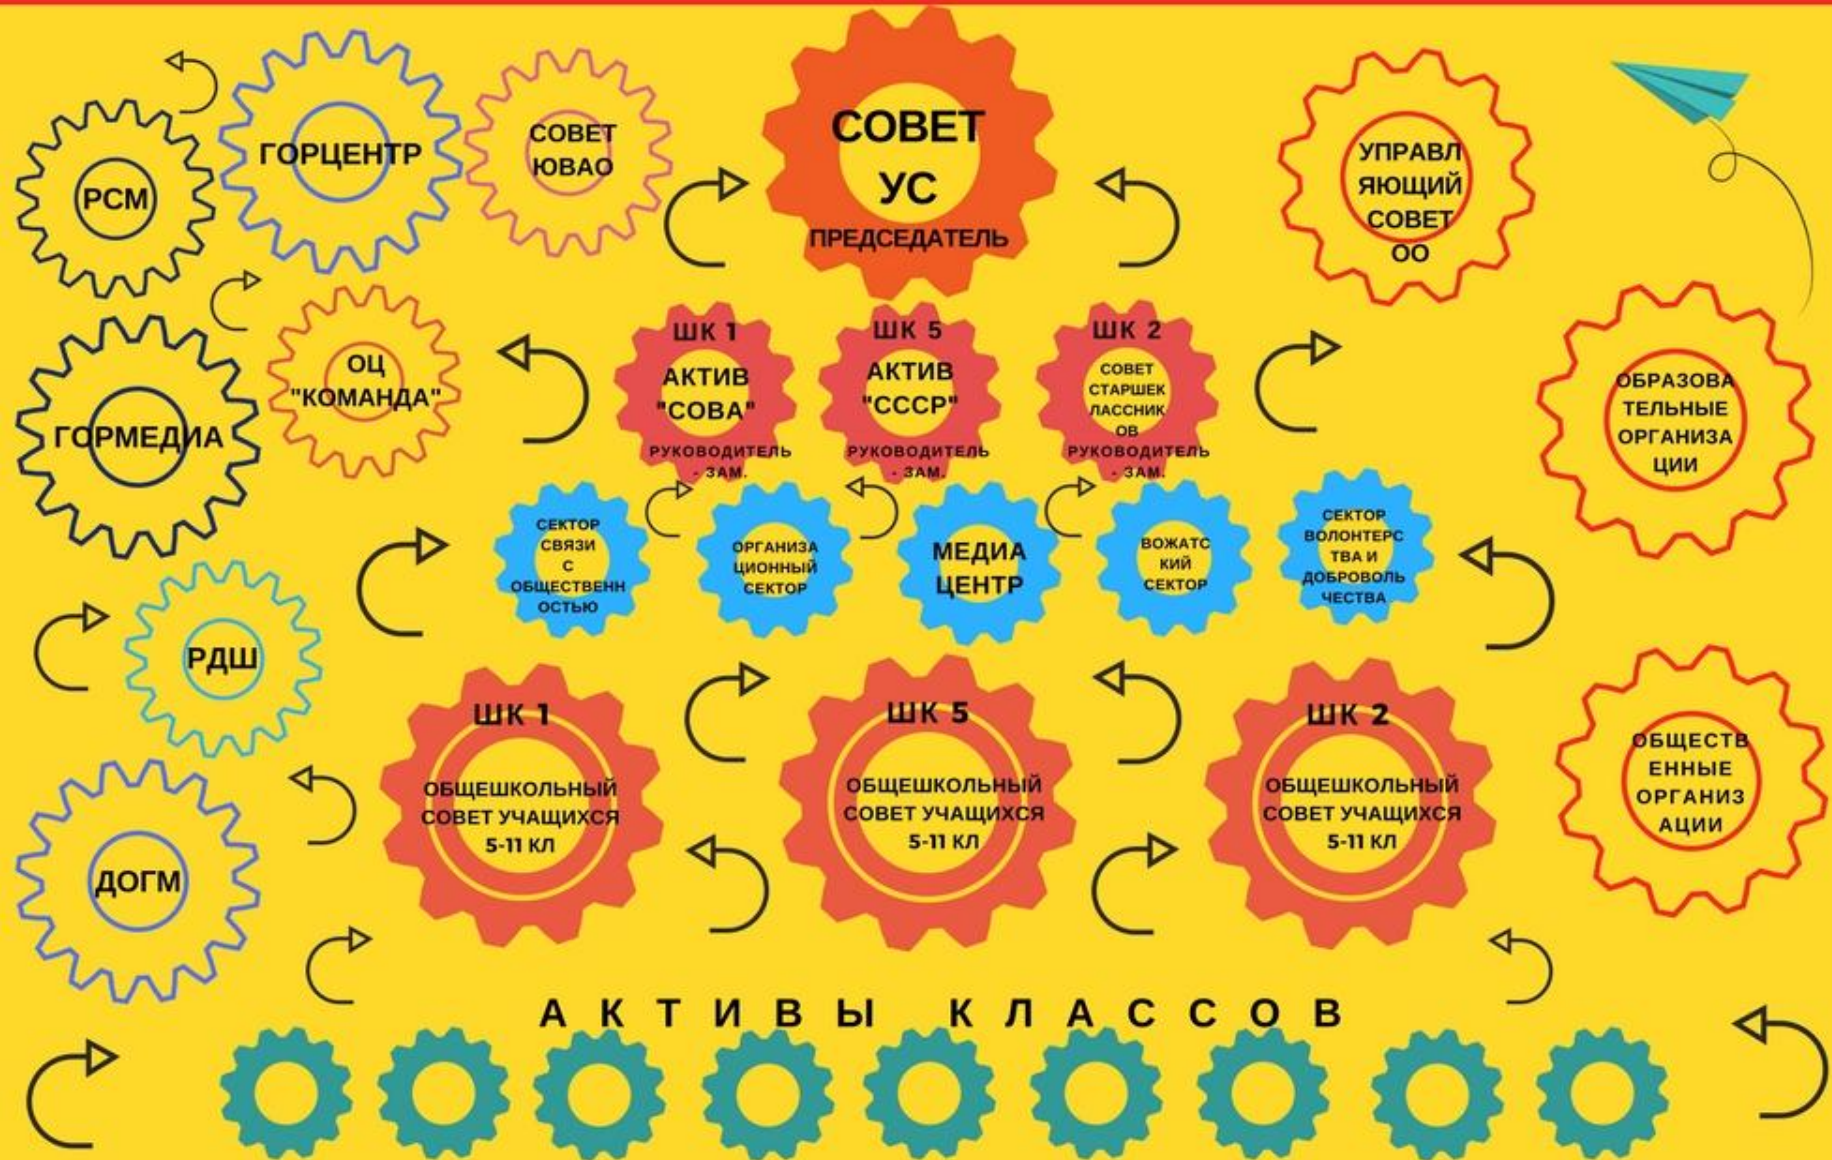 РСМ
ГОРЦЕНТР
СОВЕТ
ЮВАО
СОВЕТ
УС
ПРЕДСЕДАТЕЛЬ
УПРАВЛ
ЯЮЩИЙ
СОВЕТ
ОО
ГОРМЕДИА
ОЦ
"КОМАНДА"
ШК 1
АКТИВ
"СОВА"
РУКОВОДИТЕЛЬ
- ЗАМ.
ШК 5
АКТИВ
"СССР"
РУКОВОДИТЕЛЬ
- ЗАМ.
ШК 2
СОВЕТ
СТАРШЕК
ЛАССНИК
ОВ
РУКОВОДИТЕЛЬ
- ЗАМ.
ОБРАЗОВА
ТЕЛЬНЫЕ
ОРГАНИЗА
ЦИИ
СЕКТОР
СВЯЗИ
С
ОБЩЕСТВЕНН
ОСТЬЮ
ОРГАНИЗА
ЦИОННЫЙ
СЕКТОР
МЕДИА
ЦЕНТР
ВОЖАТС
КИЙ
СЕКТОР
СЕКТОР
ВОЛОНТЕРС
ТВА И
ДОБРОВОЛЬ
ЧЕСТВА
РДШ
ДОГМ
ШК 1
ОБЩЕШКОЛЬНЫЙ
СОВЕТ УЧАЩИХСЯ
5-11 КЛ
ШК 5
ОБЩЕШКОЛЬНЫЙ
СОВЕТ УЧАЩИХСЯ
5-11 КЛ
ШК 2
ОБЩЕШКОЛЬНЫЙ
СОВЕТ УЧАЩИХСЯ
5-11 КЛ
ОБЩЕСТВ
ЕННЫЕ
ОРГАНИЗ
АЦИИ
АКТИВЫ КЛАССОВ